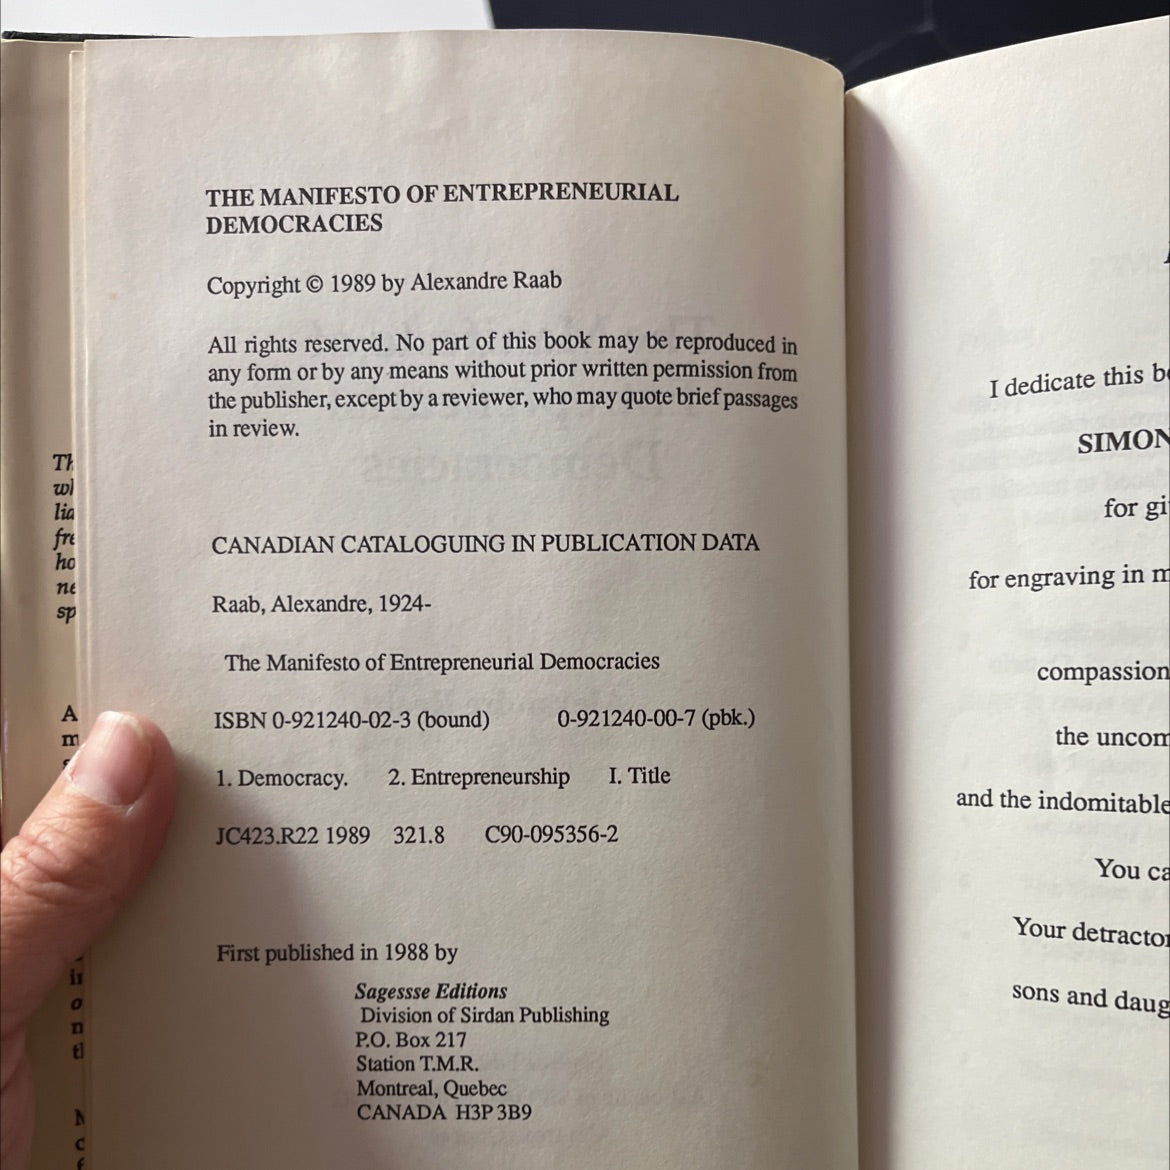 THE MANIFESTO OF ENTREPRENEURIAL
DEMOCRACIES
Copyright © 1989 by Alexandre Raab
All rights reserved. No part of this book may be reproduced in
any form or by any means without prior written permission from
the publisher, except by a reviewer, who may quote brief passages
in review.
CANADIAN CATALOGUING IN PUBLICATION DATA
Raab, Alexandre, 1924-
The Manifesto of Entrepreneurial Democracies
ISBN 0-921240-02-3 (bound) 0-921240-00-7 (pbk.)
1. Democracy. 2. Entrepreneurship I. Title
JC423.R22 1989 321.8 C90-095356-2
First published in 1988 by
Sagessse Editions
Division of Sirdan Publishing
P.O. Box 217
Station T.M.R.
Montreal, Quebec
CANADA H3P 3B9
I dedicate this
SIMON
for
for engraving in
compassion
the
and the indomitable
You
Your
sons and